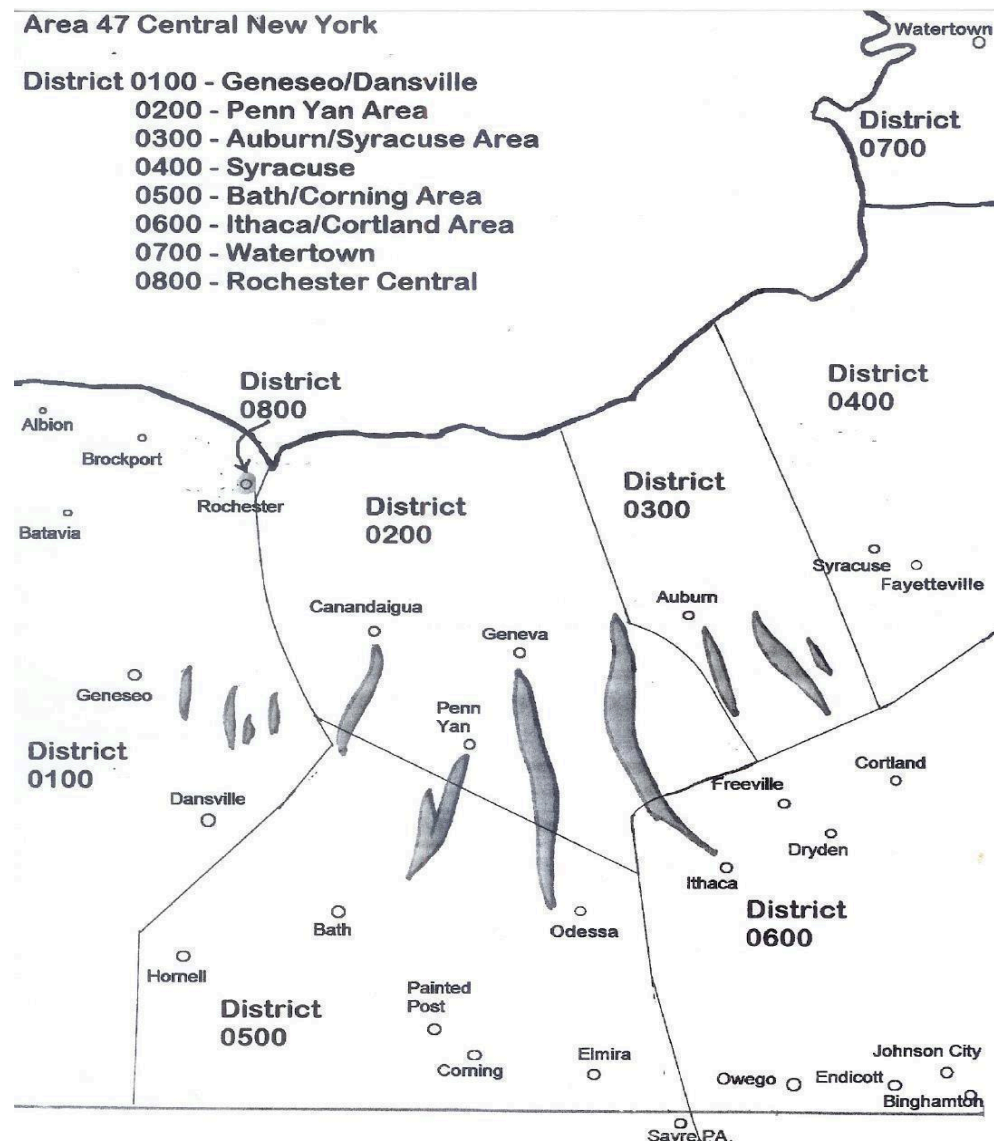 Area 47 Central New York
District 0100 - Geneseo/Dansville
0200 - Penn Yan Area
0300 - Auburn/Syracuse Area
0400 - Syracuse
0500 - Bath/Corning Area
0600 - Ithaca/Cortland Area
0700 - Watertown
0800 - Rochester Central
Watertown
District
0700
District
0800
District
0400
Albion
Brockport
Rochester
Batavia
District
0200
District
0300
Syracuse
Fayetteville
Canandaigua
Auburn
Geneva
Geneseo
Penn
Yan
District
0100
Dansville
Freeville
Cortland
Dryden
Ithaca
Bath
Odessa
District
0600
Hornell
District
0500
Painted
Post
Corning
Elmira
Owego
Endicott
Johnson City
Binghamton
Sayre PA.